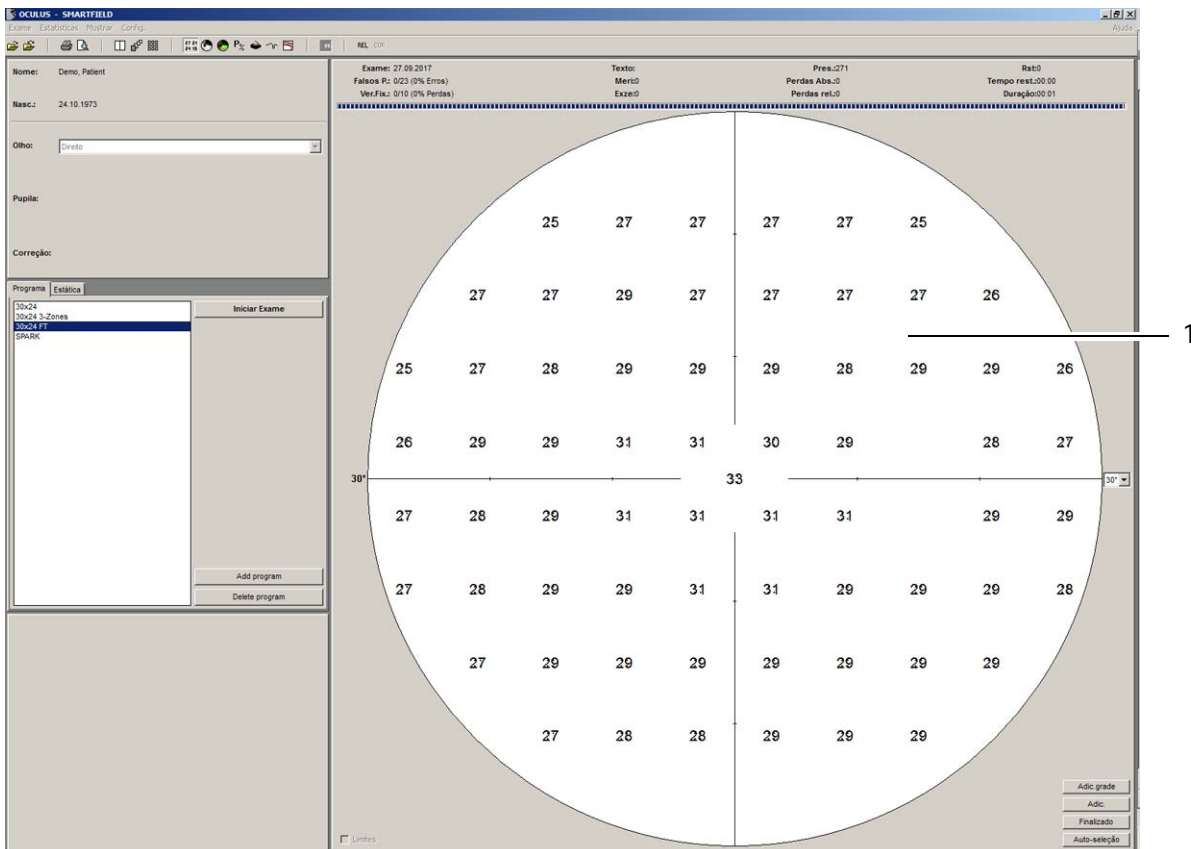 OCULUS - SMARTFIELD
Exame Estatísticas Mostrar Config. Ajuda
REL
Nome: Demo, Patient
Nasc.: 24.10.1973
Olho: Direito
Pupila:
Correção:
Programa Estática
30x24
30x24 3-Zones
30x24 FT
SPARK
Iniciar Exame
Add program
Delete program
Exame: 27.09.2017 Texto: Pres.:271 Rst:0
Falsos P.: 0/23 (0% Erros) Meri:0 Perdas Abs.:0 Tempo rest.:00:00
Ver.Fix.: 0/10 (0% Perdas) Exze:0 Perdas rel.:0 Duração:00:01
25 27 27 27 27 25
27 27 29 27 27 27 27 26
1
25 27 28 29 29 29 28 29 29 26
26 29 29 31 31 30 29 28 27
30° 33 30°
27 28 29 31 31 31 31 29 29
27 28 29 29 31 31 29 29 29 28
27 29 29 29 29 29 29 29
27 28 28 29 29 29
Adic.grade
Adic.
Finalizado
Limites Auto-seleção